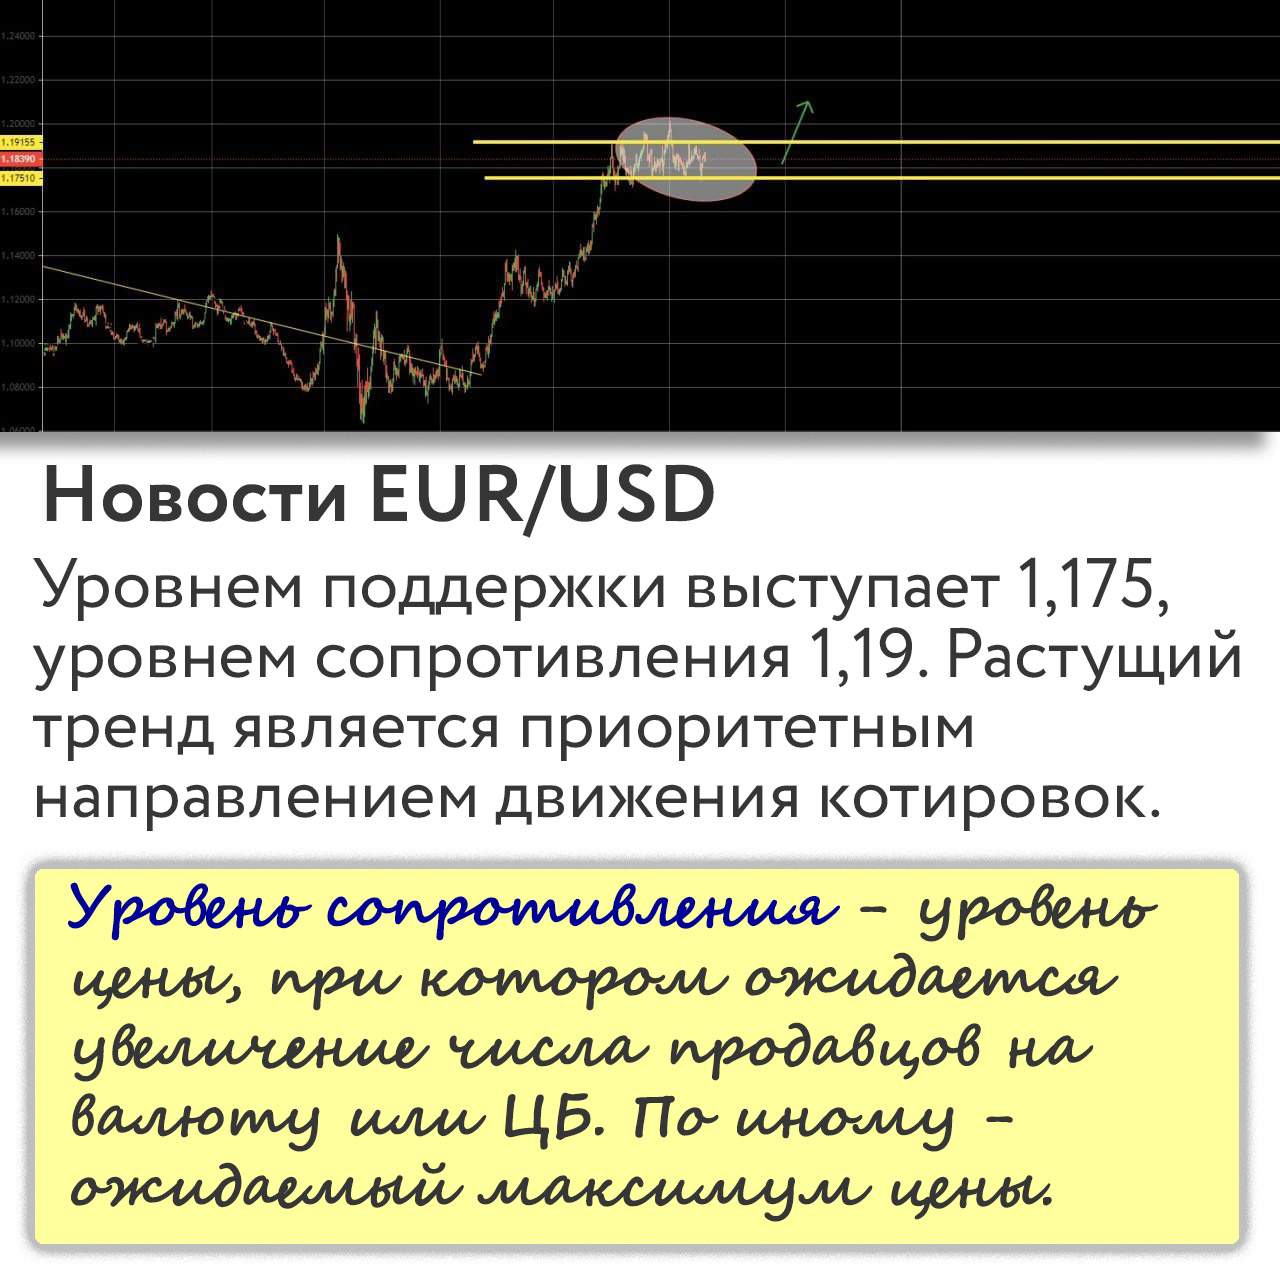 1.24000
1.22000
1.20000
1.19155
1.18390
1.17510
1.16000
1.14000
1.12000
1.10000
1.08000
1.06000
Новости EUR/USD
Уровнем поддержки выступает 1,175,
уровнем сопротивления 1,19. Растущий
тренд является приоритетным
направлением движения котировок.
Уровень сопротивления – уровень
цены, при котором ожидается
увеличение числа продавцов на
валюту или ЦБ. По иному –
ожидаемый максимум цены.